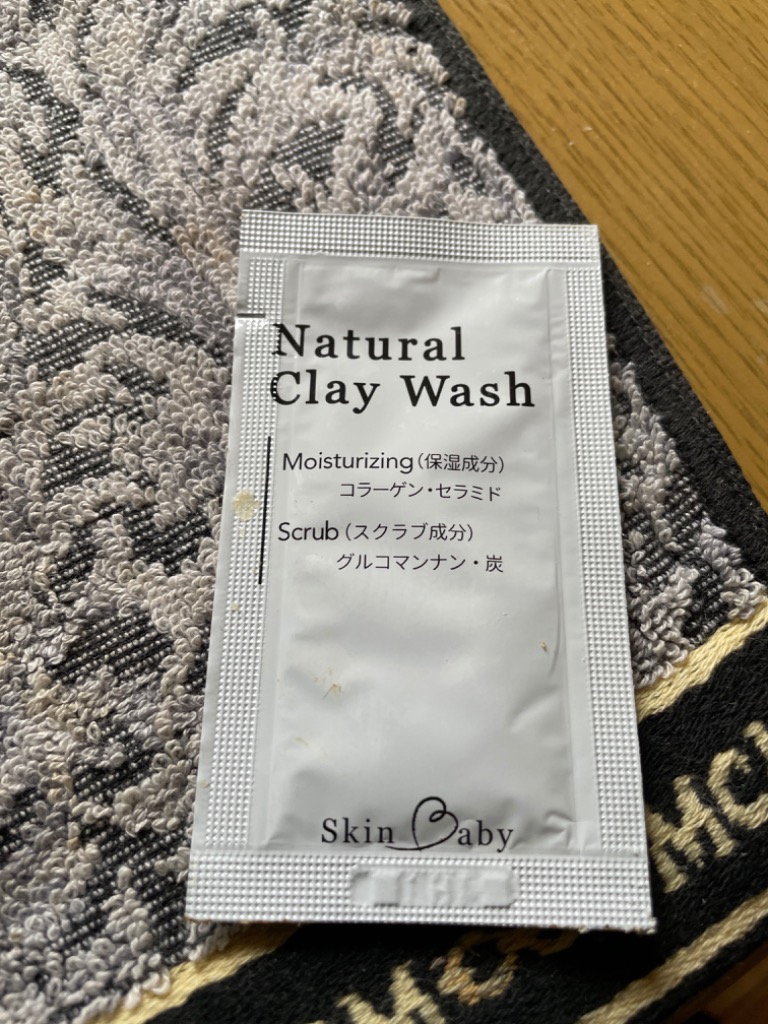 Natural
Clay Wash
Moisturizing(保湿成分)
コラーゲン・セラミド
Scrub(スクラブ成分)
グルコマンナン・炭
Skin Baby